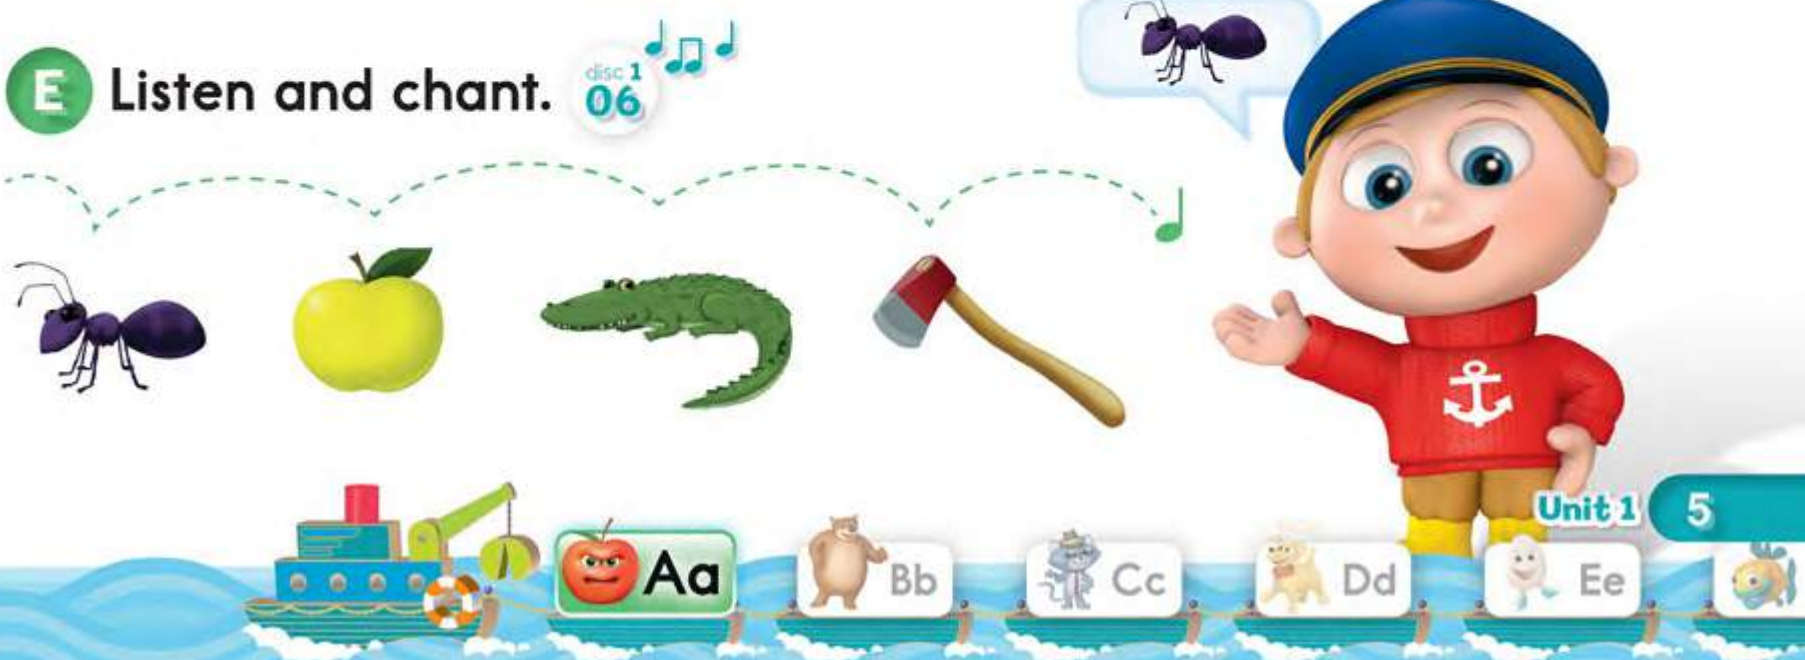 E Listen and chant.
disc 1
06
Unit 1 5
Aa
Bb
Cc
Dd
Ee